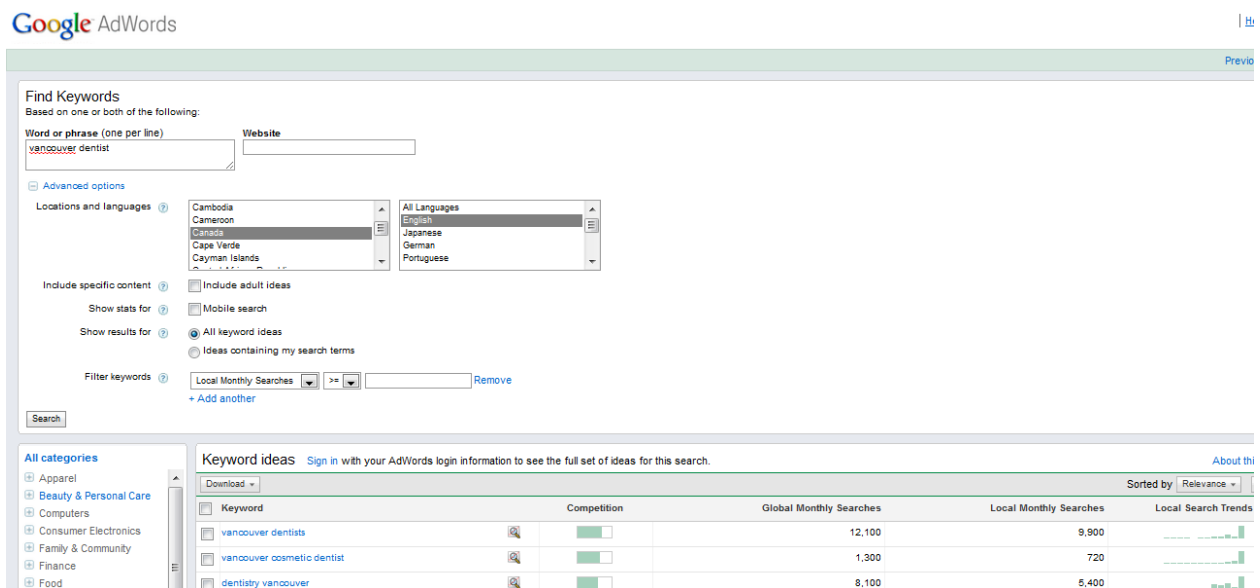 Google AdWords
Find Keywords
Based on one or both of the following:
Word or phrase (one per line) Website
vancouver dentist
Advanced options
Locations and languages
Cambodia
Cameroon
Canada
Cape Verde
Cayman Islands
All Languages
English
Japanese
German
Portuguese
Include specific content Include adult ideas
Show stats for Mobile search
Show results for All keyword ideas
Ideas containing my search terms
Filter keywords Local Monthly Searches >= Remove
+ Add another
Search
All categories
Apparel
Beauty & Personal Care
Computers
Consumer Electronics
Family & Community
Finance
Food
Keyword ideas Sign in with your AdWords login information to see the full set of ideas for this search. About
Download Sorted by Relevance
Keyword Competition Global Monthly Searches Local Monthly Searches Local Search Trends
vancouver dentists 12,100 9,900
vancouver cosmetic dentist 1,300 720
dentistry vancouver 8,100 5,400